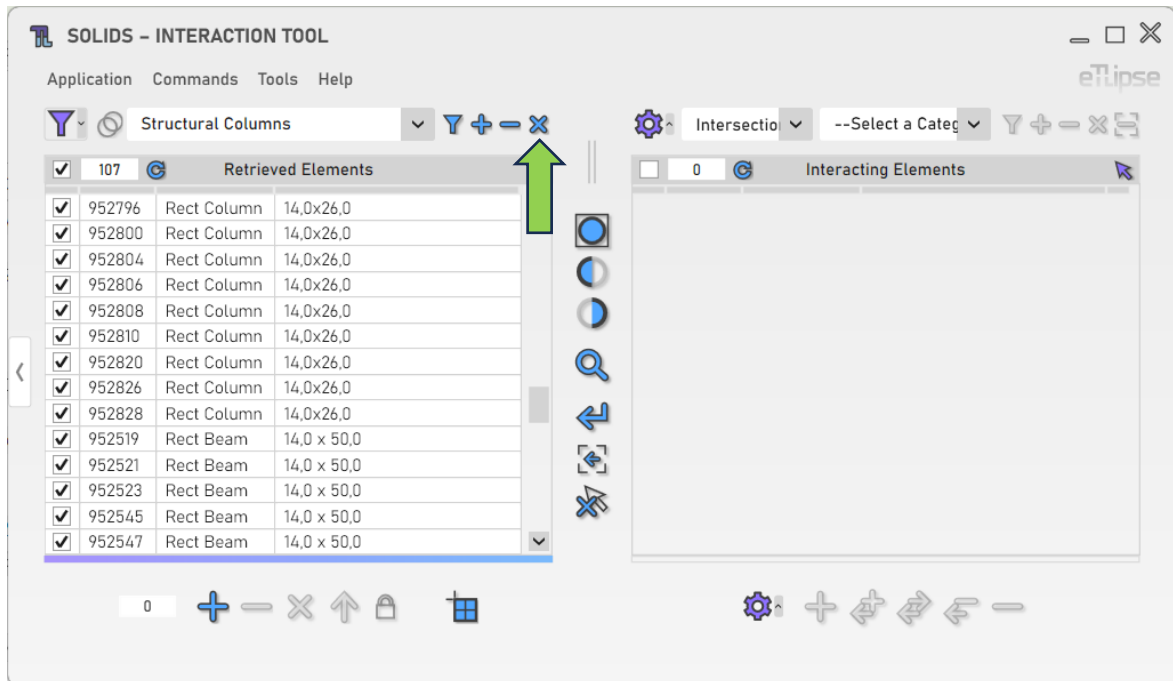 SOLIDS – INTERACTION TOOL
Application Commands Tools Help
eTLipse
Structural Columns
Intersection
--Select a Categ
107 Retrieved Elements
0 Interacting Elements
952796 Rect Column 14,0x26,0
952800 Rect Column 14,0x26,0
952804 Rect Column 14,0x26,0
952806 Rect Column 14,0x26,0
952808 Rect Column 14,0x26,0
952810 Rect Column 14,0x26,0
952820 Rect Column 14,0x26,0
952826 Rect Column 14,0x26,0
952828 Rect Column 14,0x26,0
952519 Rect Beam 14,0 x 50,0
952521 Rect Beam 14,0 x 50,0
952523 Rect Beam 14,0 x 50,0
952545 Rect Beam 14,0 x 50,0
952547 Rect Beam 14,0 x 50,0
0